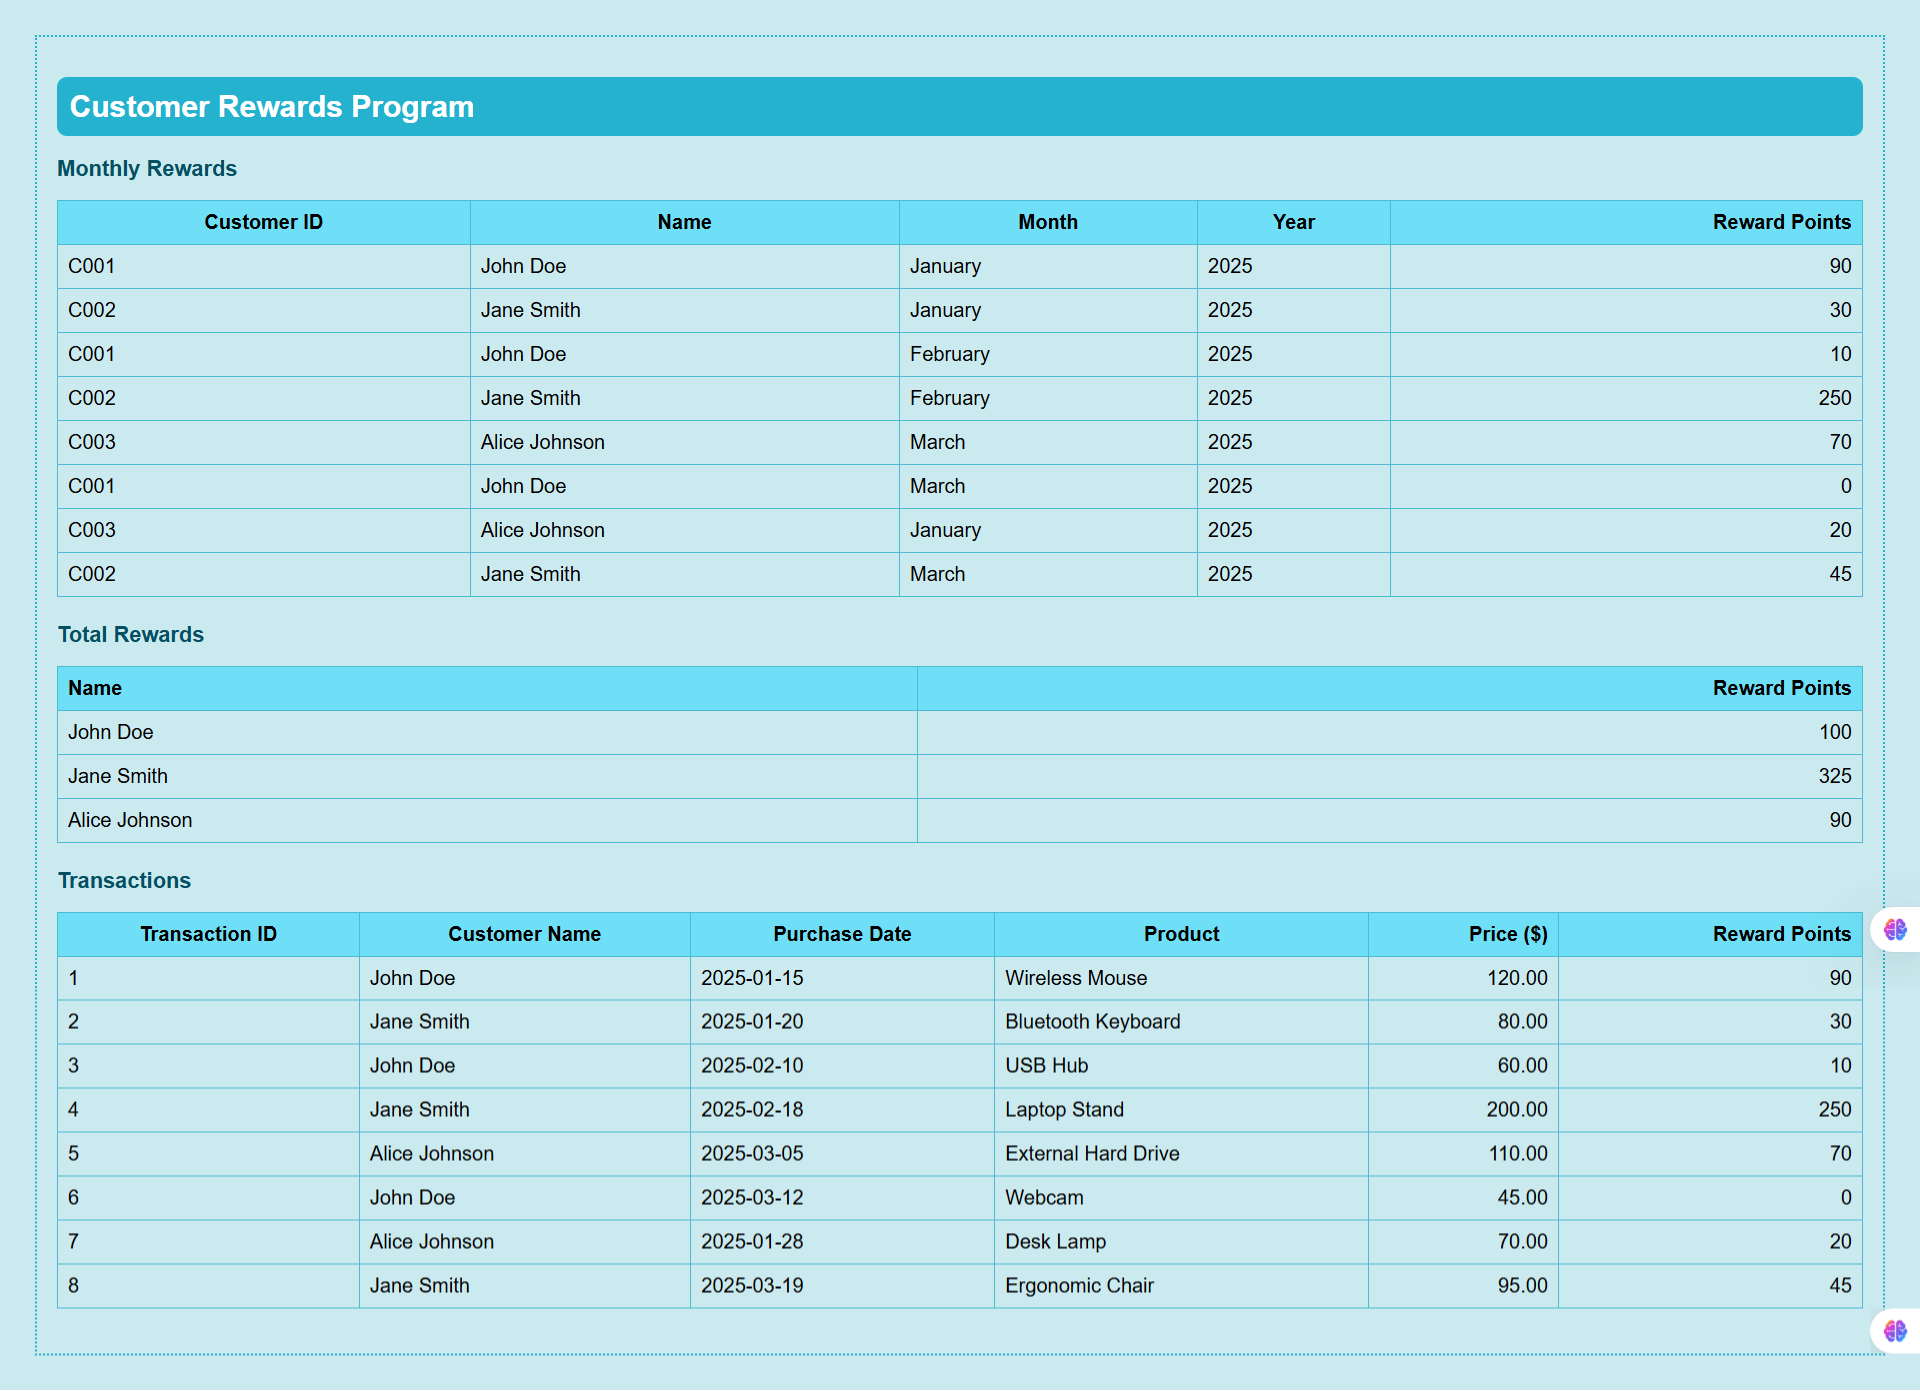 Customer Rewards Program
Monthly Rewards
Customer ID Name Month Year Reward Points
C001 John Doe January 2025 90
C002 Jane Smith January 2025 30
C001 John Doe February 2025 10
C002 Jane Smith February 2025 250
C003 Alice Johnson March 2025 70
C001 John Doe March 2025 0
C003 Alice Johnson January 2025 20
C002 Jane Smith March 2025 45
Total Rewards
Name Reward Points
John Doe 100
Jane Smith 325
Alice Johnson 90
Transactions
Transaction ID Customer Name Purchase Date Product Price ($) Reward Points
1 John Doe 2025-01-15 Wireless Mouse 120.00 90
2 Jane Smith 2025-01-20 Bluetooth Keyboard 80.00 30
3 John Doe 2025-02-10 USB Hub 60.00 10
4 Jane Smith 2025-02-18 Laptop Stand 200.00 250
5 Alice Johnson 2025-03-05 External Hard Drive 110.00 70
6 John Doe 2025-03-12 Webcam 45.00 0
7 Alice Johnson 2025-01-28 Desk Lamp 70.00 20
8 Jane Smith 2025-03-19 Ergonomic Chair 95.00 45